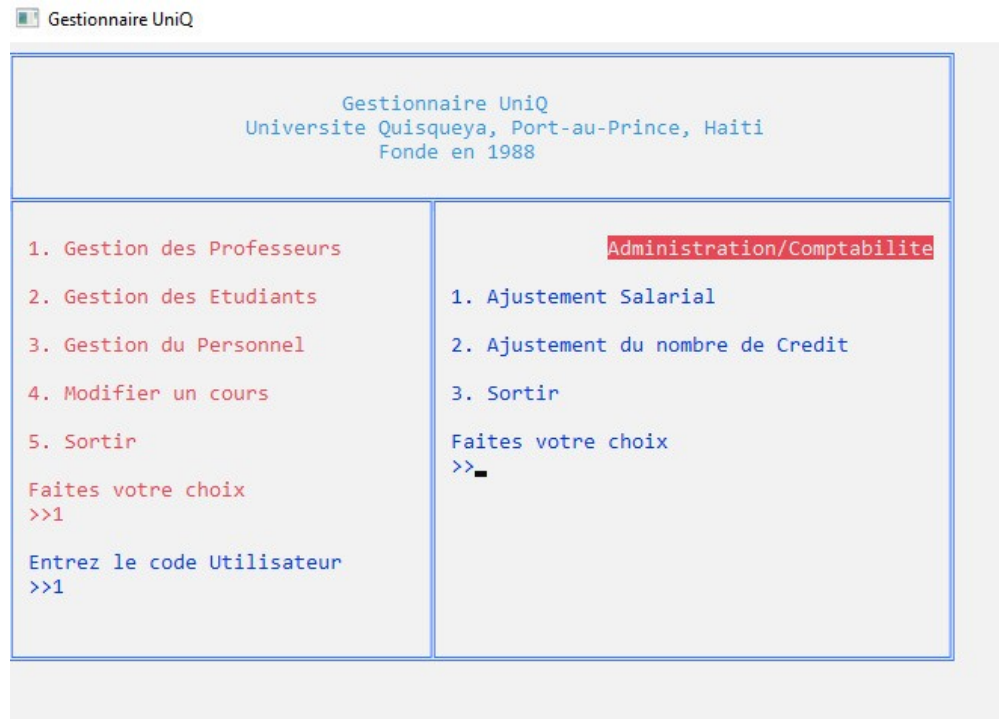 Gestionnaire UniQ
Gestionnaire UniQ
Universite Quisqueya, Port-au-Prince, Haiti
Fonde en 1988
1. Gestion des Professeurs
2. Gestion des Etudiants
3. Gestion du Personnel
4. Modifier un cours
5. Sortir
Faites votre choix
>>1
Entrez le code Utilisateur
>>1
Administration/Comptabilite
1. Ajustement Salarial
2. Ajustement du nombre de Credit
3. Sortir
Faites votre choix
>>